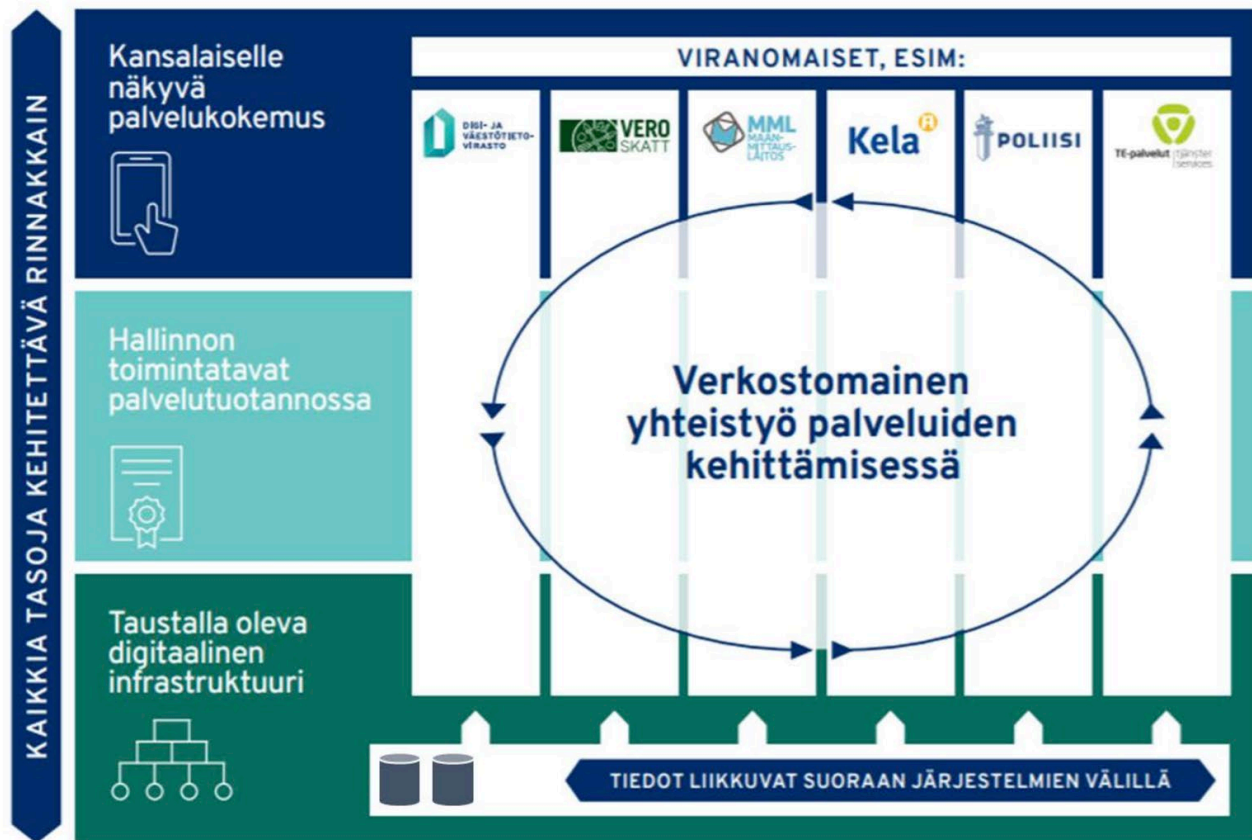 KAIKKIA TASOJA KEHITETTÄVÄ RINNAKKAIN
Kansalaiselle
näkyvä
palvelukokemus
VIRANOMAISET, ESIM:
DIGI- JA
VÄESTÖTIETO-
VIRASTO
VERO
SKATT
MML
MAAN-
MITTAUS-
LAITOS
Kela
POLIISI
TE-palvelut tjänster
services
Hallinnon
toimintatavat
palvelutuotannossa
Verkostomainen
yhteistyö palveluiden
kehittämisessä
Taustalla oleva
digitaalinen
infrastruktuuri
TIEDOT LIIKKUVAT SUORAAN JÄRJESTELMIEN VÄLILLÄ